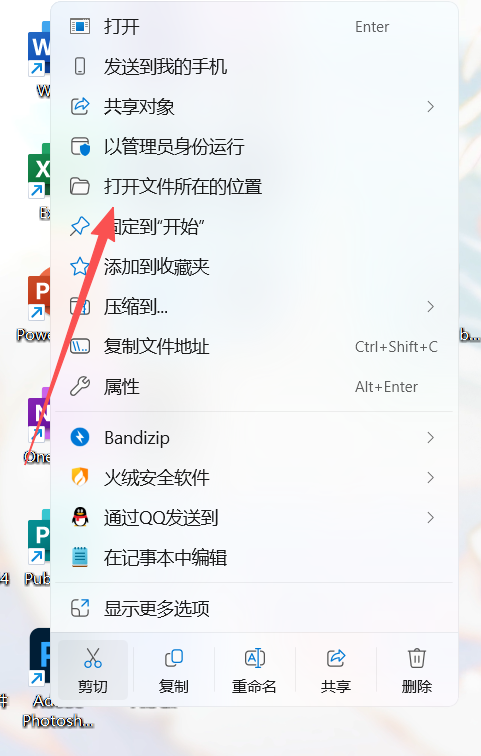 打开 Enter
发送到我的手机
共享对象
以管理员身份运行
打开文件所在的位置
固定到“开始”
添加到收藏夹
压缩到...
复制文件地址 Ctrl+Shift+C
属性 Alt+Enter
Bandizip
火绒安全软件
通过QQ发送到
在记事本中编辑
显示更多选项
剪切 复制 重命名 共享 删除
W
W
X
Ex
P
Powe
b...
N
One
P
Pub
4
P
Ado
Photosh...